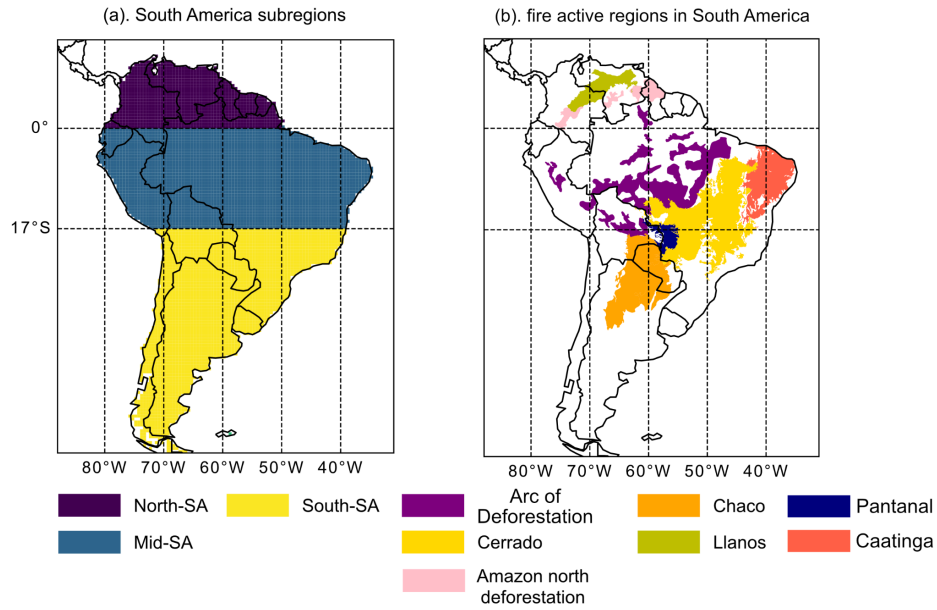 (a). South America subregions
(b). fire active regions in South America
0°
17°S
80°W 70°W 60°W 50°W 40°W
0°
17°S
80°W 70°W 60°W 50°W 40°W
North-SA
South-SA
Mid-SA
Arc of
Deforestation
Cerrado
Amazon north
deforestation
Chaco
Llanos
Pantanal
Caatinga